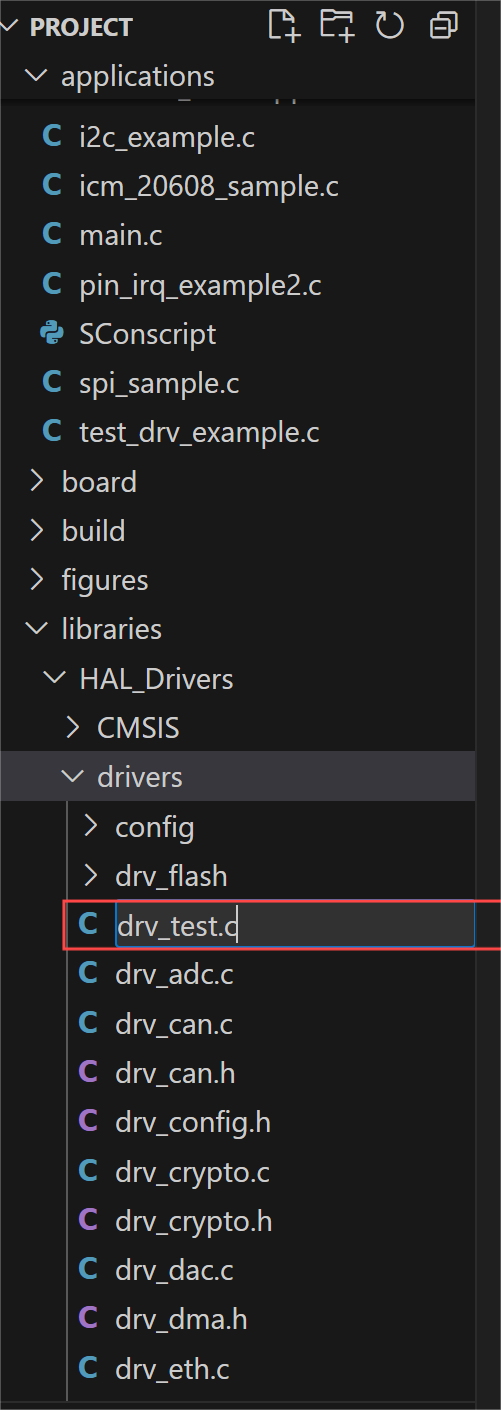 PROJECT
applications
i2c_example.c
icm_20608_sample.c
main.c
pin_irq_example2.c
SConscript
spi_sample.c
test_drv_example.c
board
build
figures
libraries
HAL_Drivers
CMSIS
drivers
config
drv_flash
drv_test.c
drv_adc.c
drv_can.c
drv_can.h
drv_config.h
drv_crypto.c
drv_crypto.h
drv_dac.c
drv_dma.h
drv_eth.c